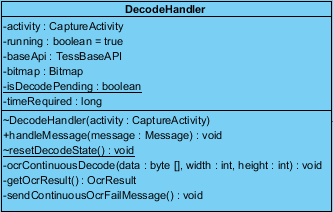 DecodeHandler
-activity : CaptureActivity
-running : boolean = true
-baseApi : TessBaseAPI
-bitmap : Bitmap
-isDecodePending : boolean
-timeRequired : long
~DecodeHandler(activity : CaptureActivity)
+handleMessage(message : Message) : void
~resetDecodeState() : void
-ocrContinuousDecode(data : byte [], width : int, height : int) : void
-getOcrResult() : OcrResult
-sendContinuousOcrFailMessage() : void